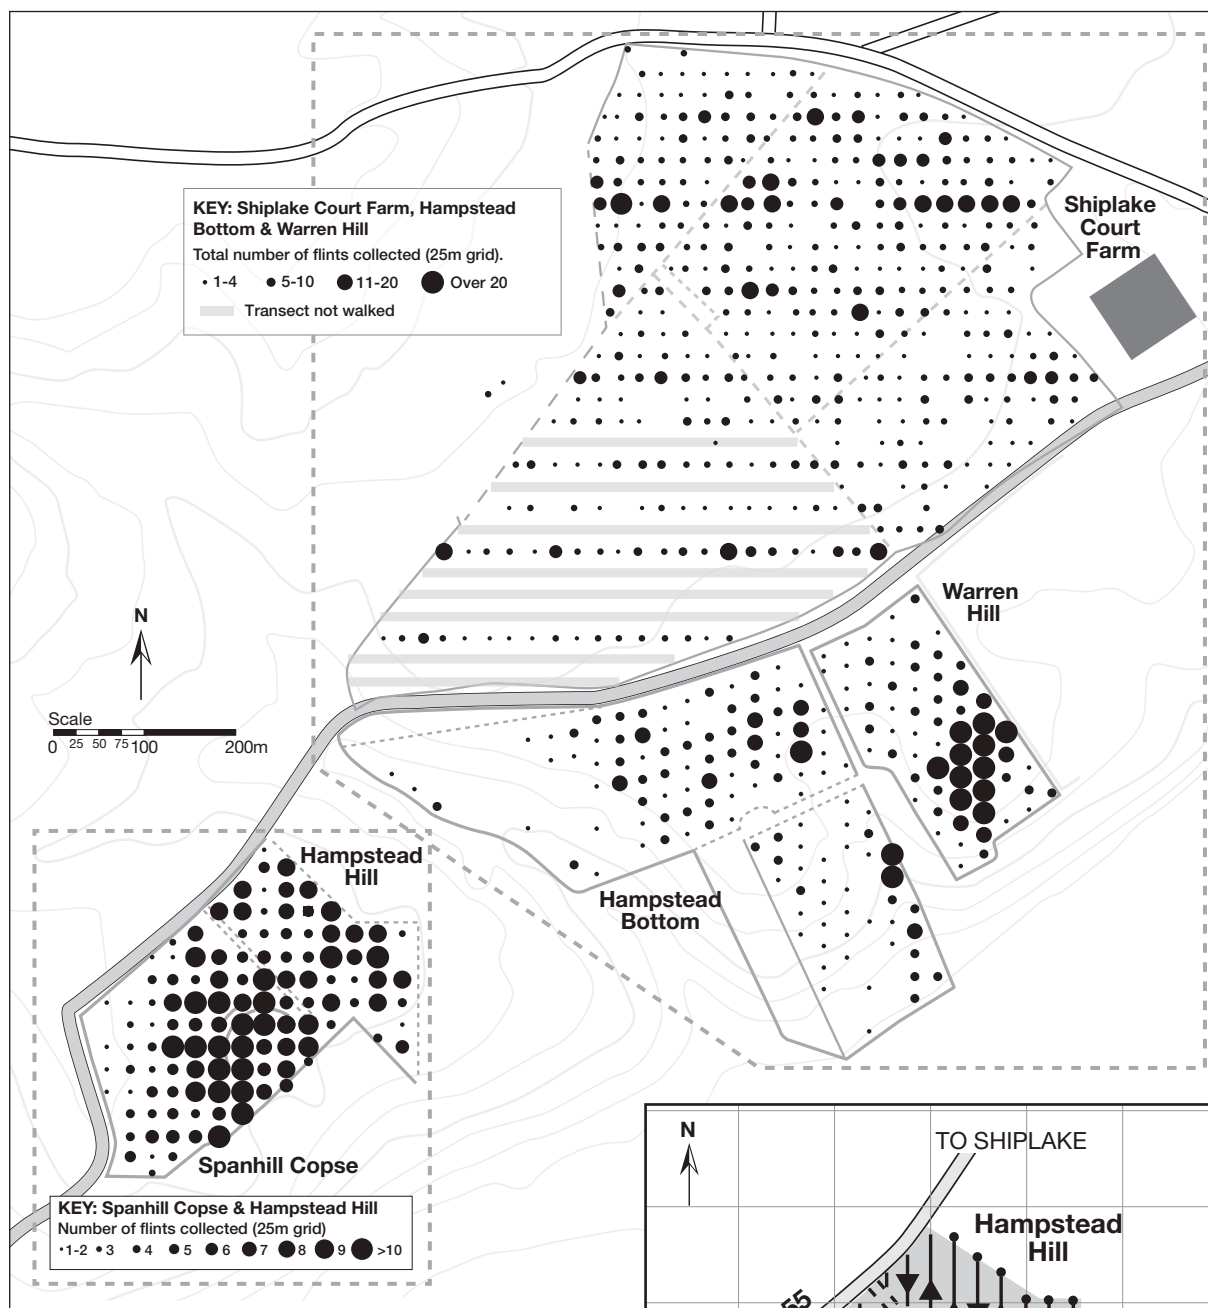 KEY: Shiplake Court Farm, Hampstead
Bottom & Warren Hill
Total number of flints collected (25m grid).
1-4 5-10 11-20 Over 20
Transect not walked
Shiplake
Court
Farm
Warren
Hill
N
Scale
0 25 50 75 100 200m
Hampstead
Hill
Hampstead
Bottom
Spanhill Copse
KEY: Spanhill Copse & Hampstead Hill
Number of flints collected (25m grid)
1-2 3 4 5 6 7 8 9 >10
N
TO SHIPLAKE
Hampstead
Hill
55